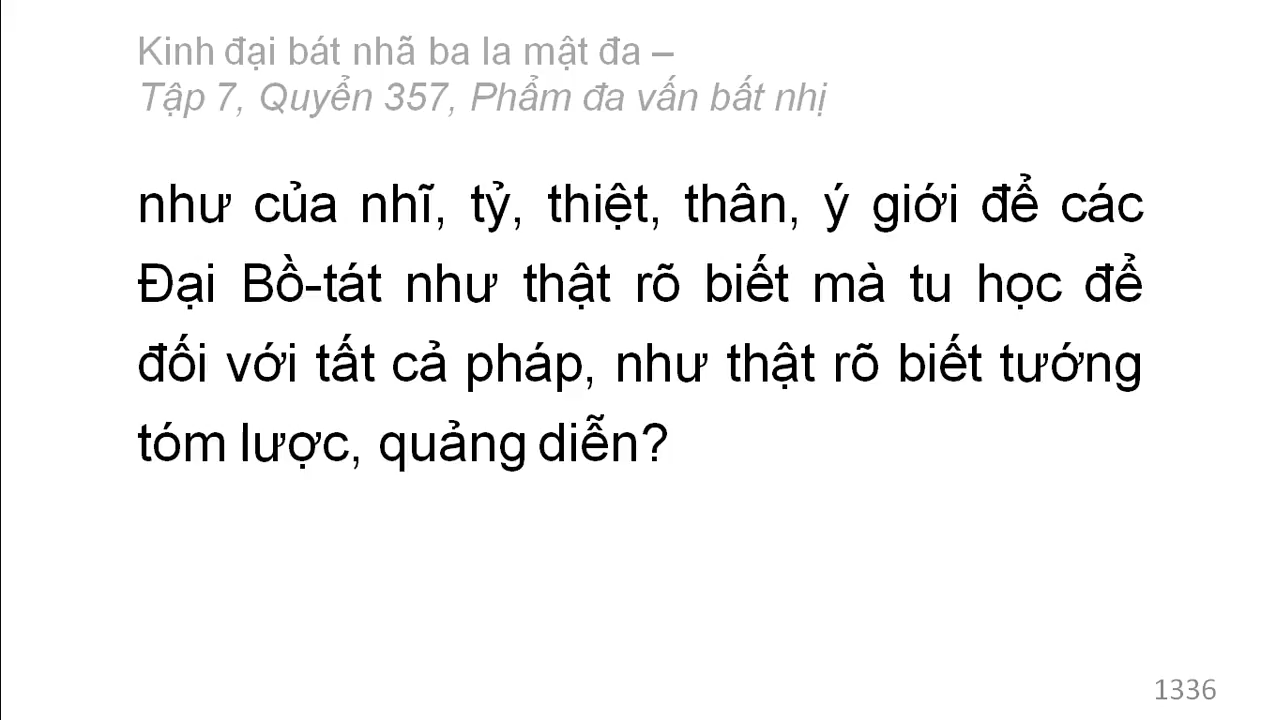 Kinh đại bát nhã ba la mật đa –
Tập 7, Quyển 357, Phẩm đa vấn bất nhị
như của nhĩ, tỷ, thiệt, thân, ý giới để các
Đại Bồ-tát như thật rõ biết mà tu học để
đối với tất cả pháp, như thật rõ biết tướng
tóm lược, quảng diễn?
1336